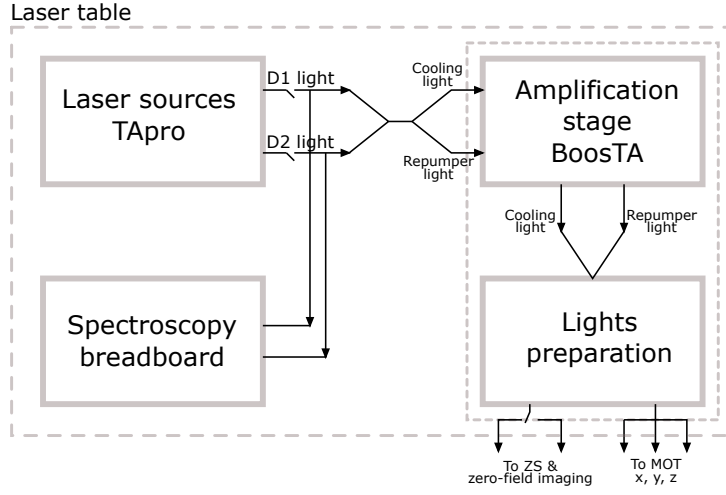 Laser table
Laser sources
TApro
D1 light
D2 light
Cooling
light
Repumper
light
Amplification
stage
BoosTA
Cooling
light
Repumper
light
Spectroscopy
breadboard
Lights
preparation
To ZS &
zero-field imaging
To MOT
x, y, z